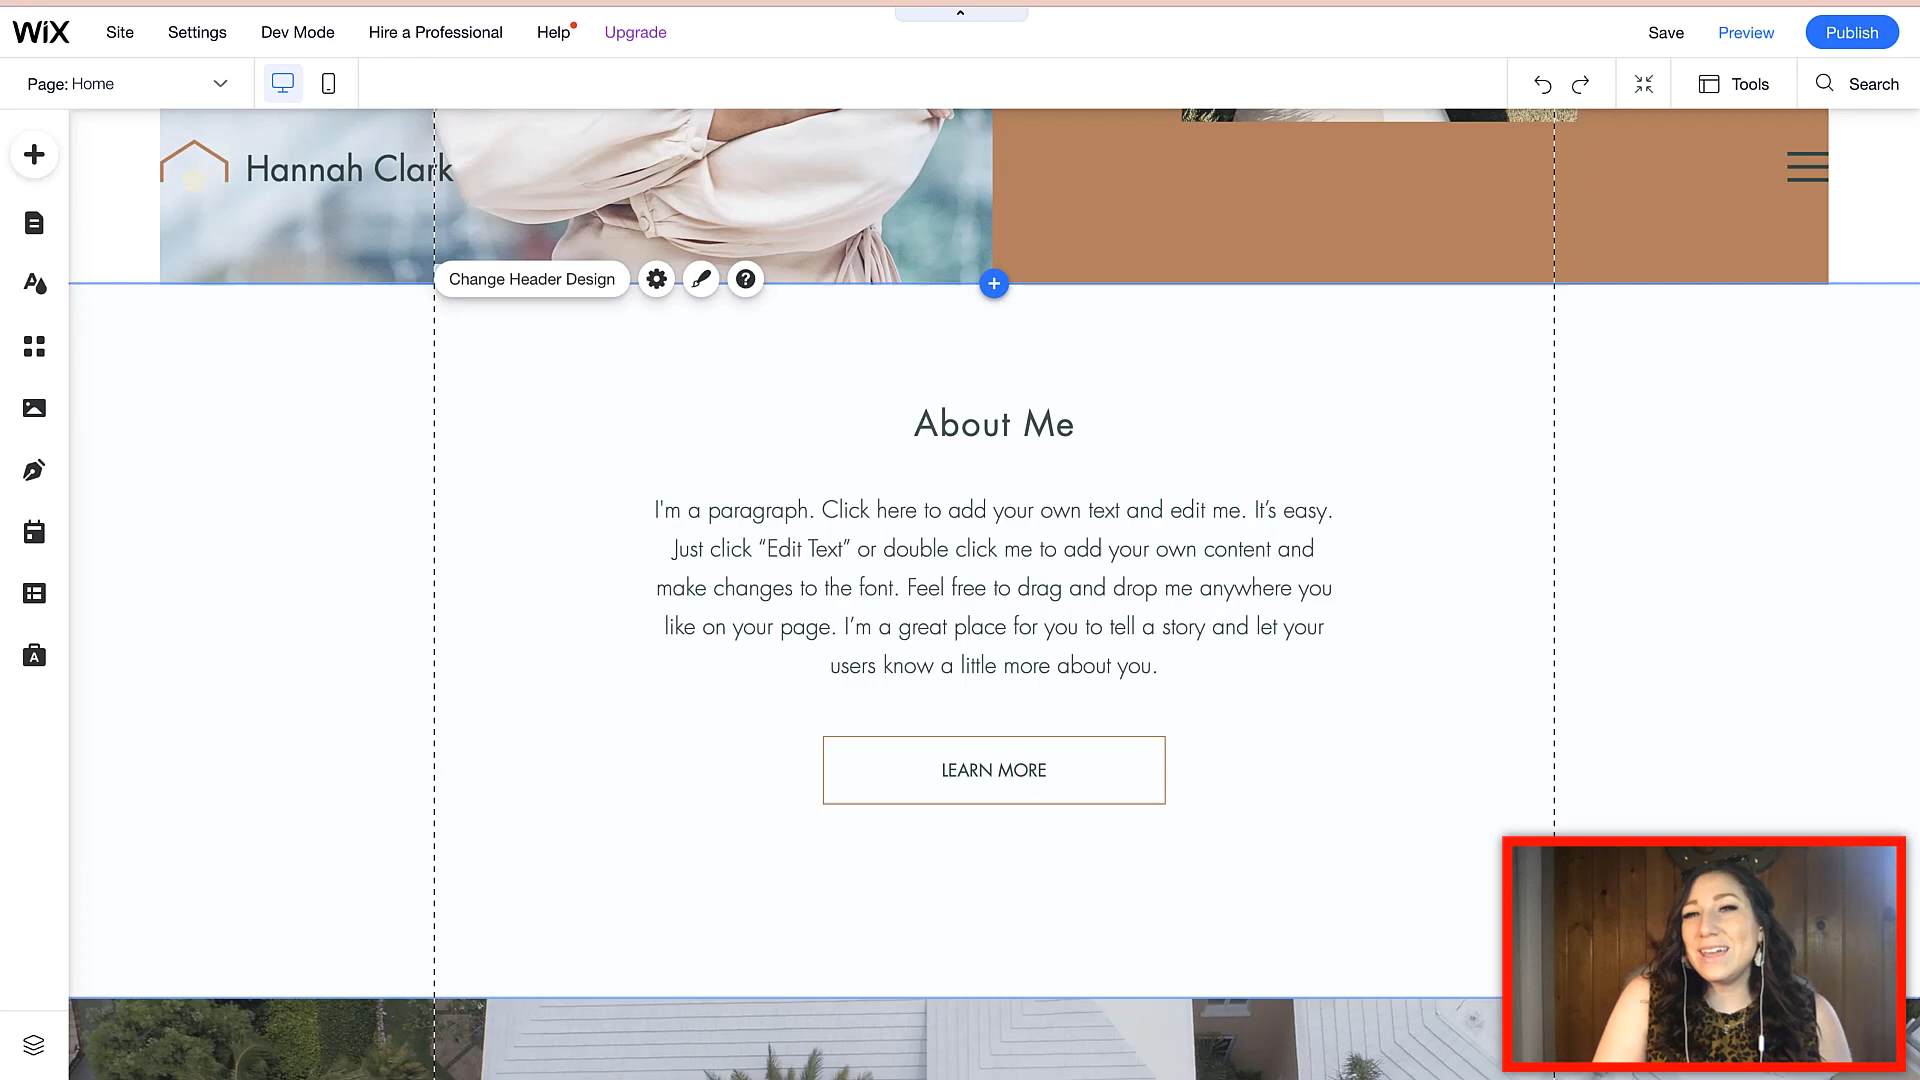 WiX Site Settings Dev Mode Hire a Professional Help Upgrade Save Preview Publish
Page: Home Tools Search
Hannah Clark
Change Header Design
About Me
I'm a paragraph. Click here to add your own text and edit me. It’s easy.
Just click “Edit Text” or double click me to add your own content and
make changes to the font. Feel free to drag and drop me anywhere you
like on your page. I’m a great place for you to tell a story and let your
users know a little more about you.
LEARN MORE